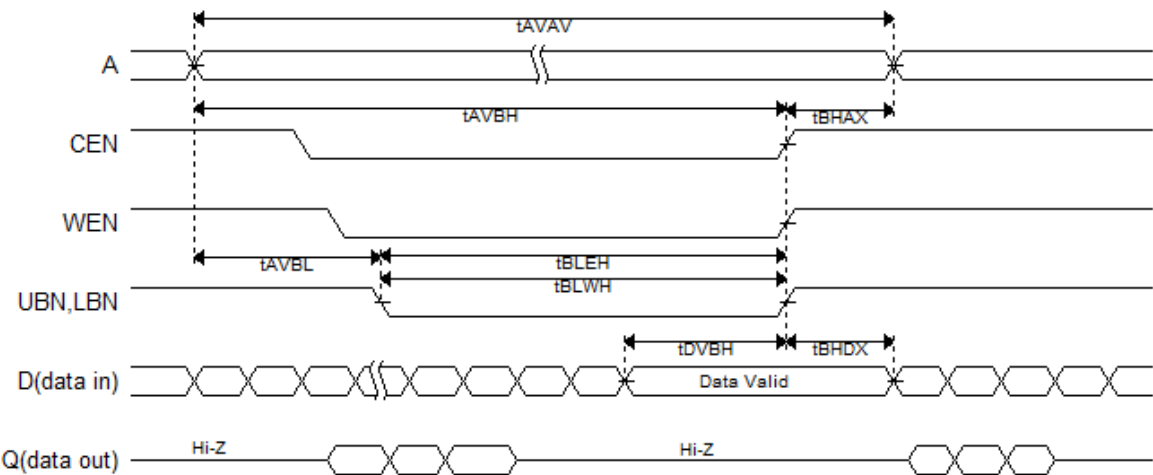 tAVAV
A
tAVBH
tBHAX
CEN
WEN
tAVBL
tBLEH
tBLWH
UBN,LBN
tDVBH
tBHDX
D(data in)
Data Valid
Q(data out)
Hi-Z
Hi-Z